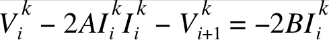 $V_i^k - 2AI_i^k I_i^k - V_{i+1}^k = -2BI_i^k$